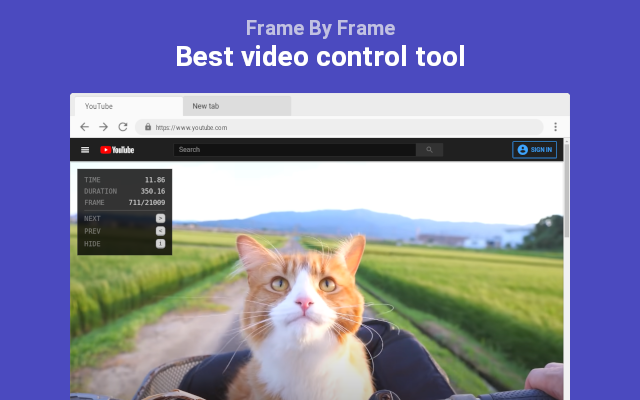 Frame By Frame
Best video control tool
YouTube
New tab
https://www.youtube.com
YouTube
Search
SIGN IN
TIME 11.86
DURATION 350.16
FRAME 711/21009
NEXT >
PREV <
HIDE